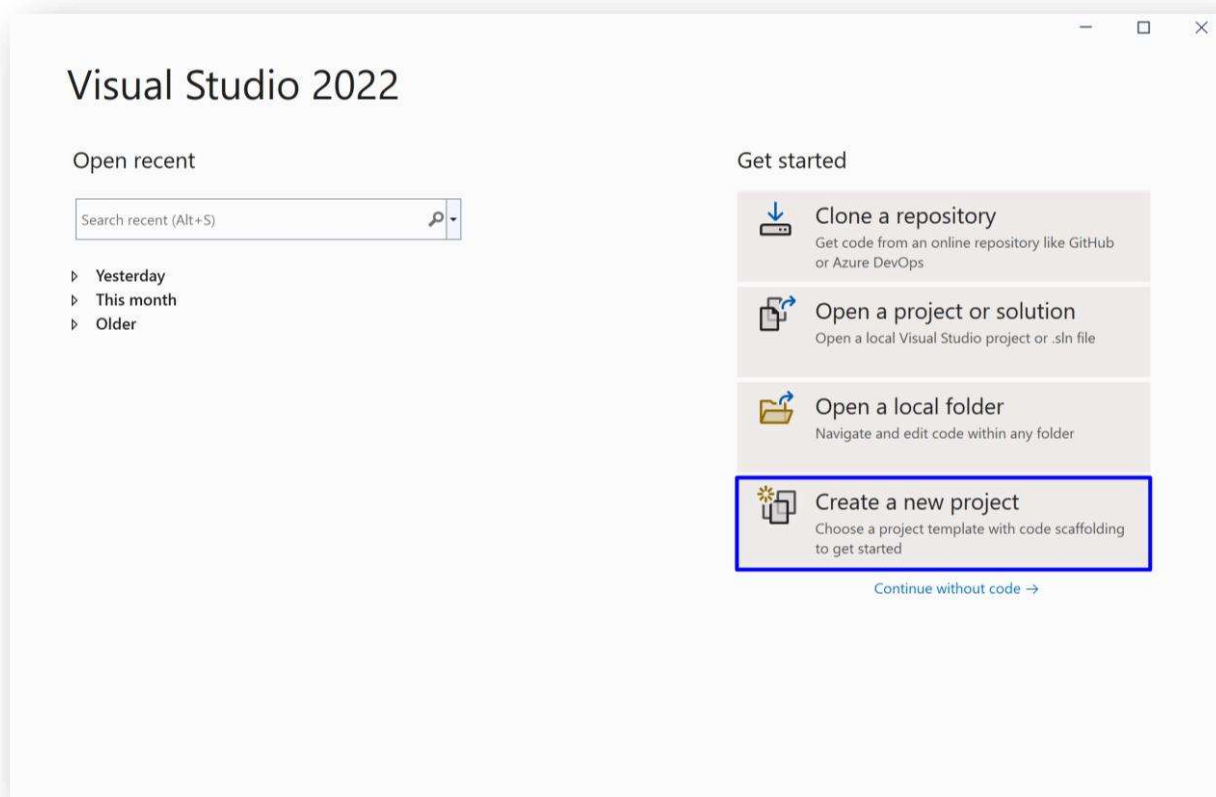 Visual Studio 2022
Open recent
Search recent (Alt+S)
Yesterday
This month
Older
Get started
Clone a repository
Get code from an online repository like GitHub
or Azure DevOps
Open a project or solution
Open a local Visual Studio project or .sln file
Open a local folder
Navigate and edit code within any folder
Create a new project
Choose a project template with code scaffolding
to get started
Continue without code →